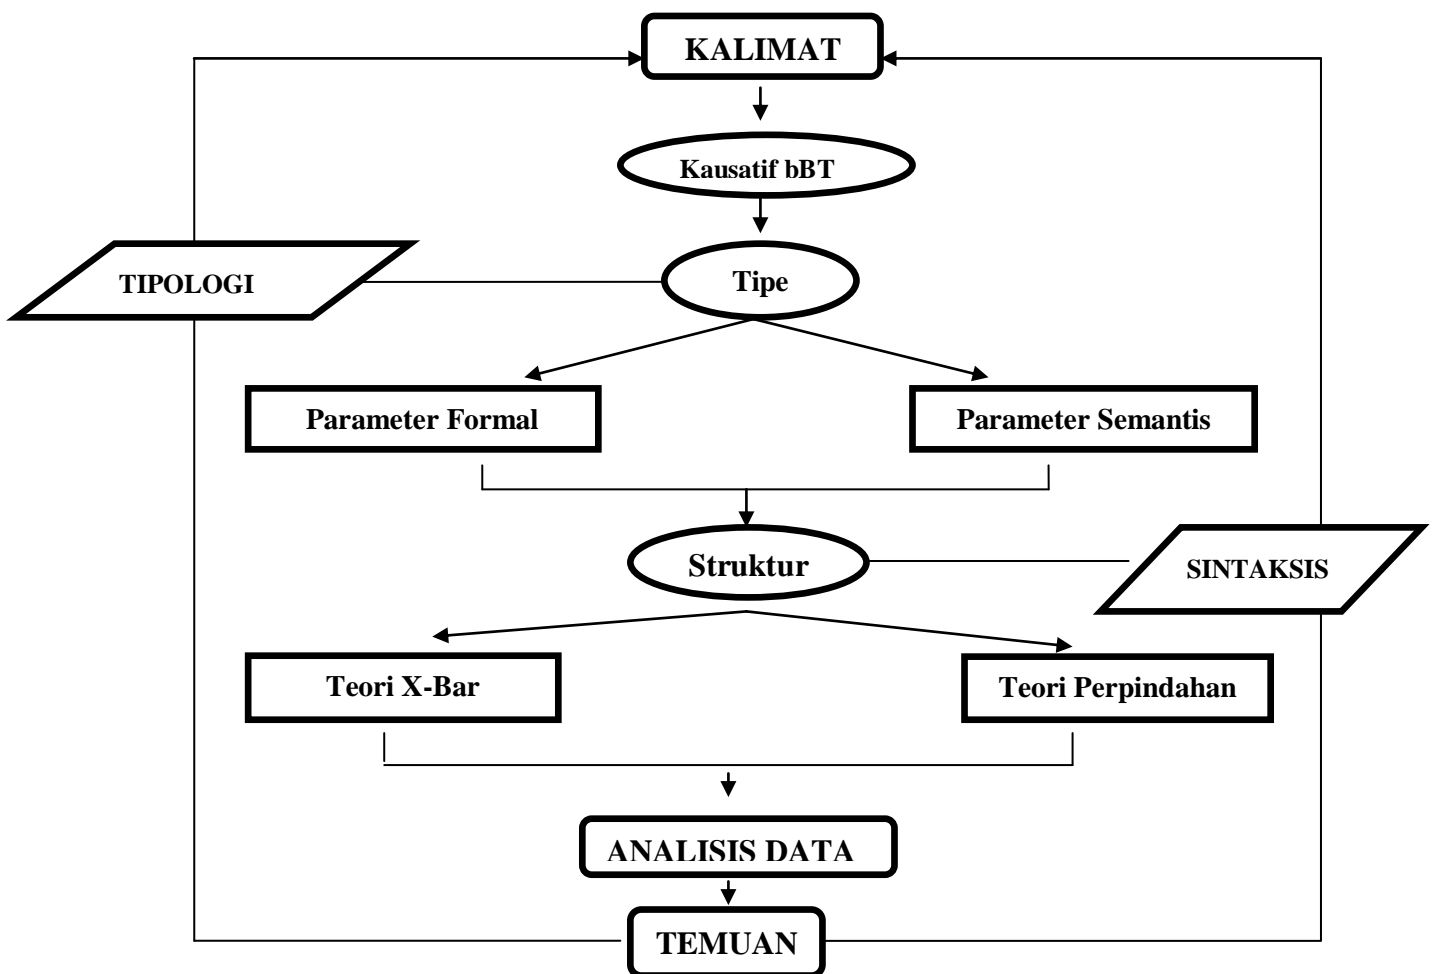 KALIMAT
Kausatif bBT
TIPOLOGI
Tipe
Parameter Formal
Parameter Semantis
Struktur
SINTAKSIS
Teori X-Bar
Teori Perpindahan
ANALISIS DATA
TEMUAN